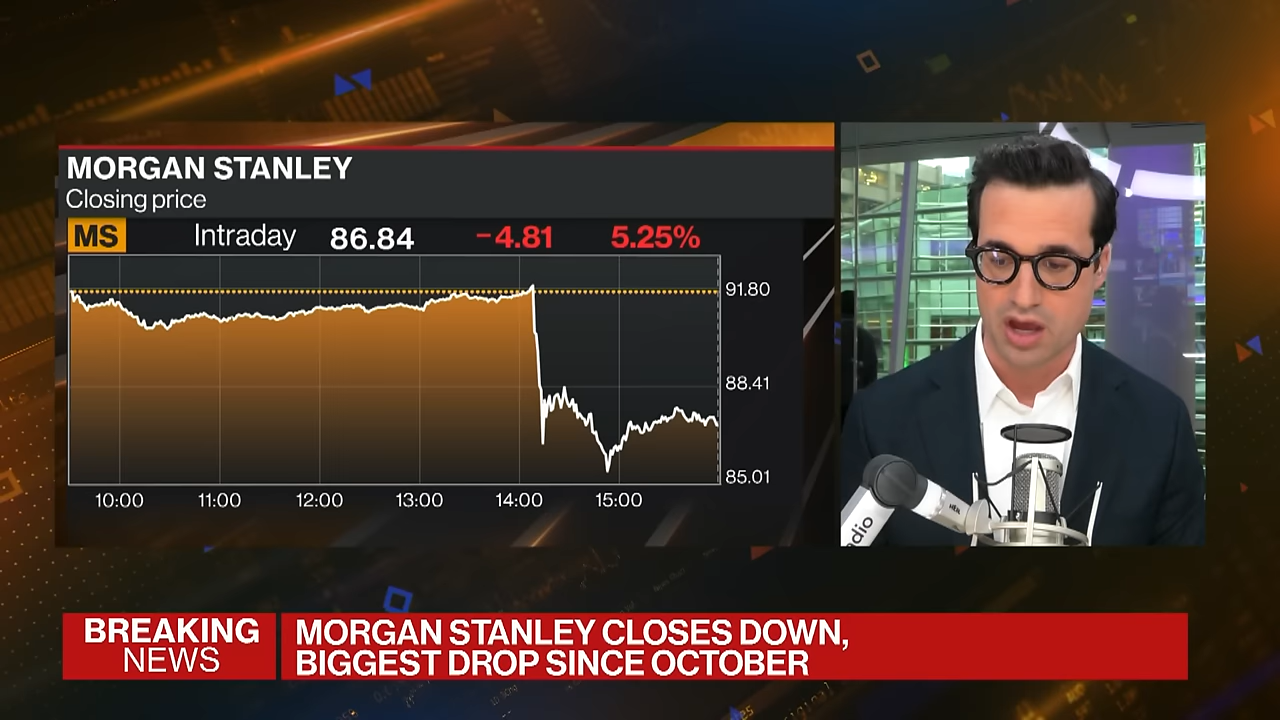 MORGAN STANLEY
Closing price
MS Intraday 86.84 −4.81 5.25%
91.80
88.41
85.01
10:00 11:00 12:00 13:00 14:00 15:00
BREAKING
NEWS
MORGAN STANLEY CLOSES DOWN,
BIGGEST DROP SINCE OCTOBER